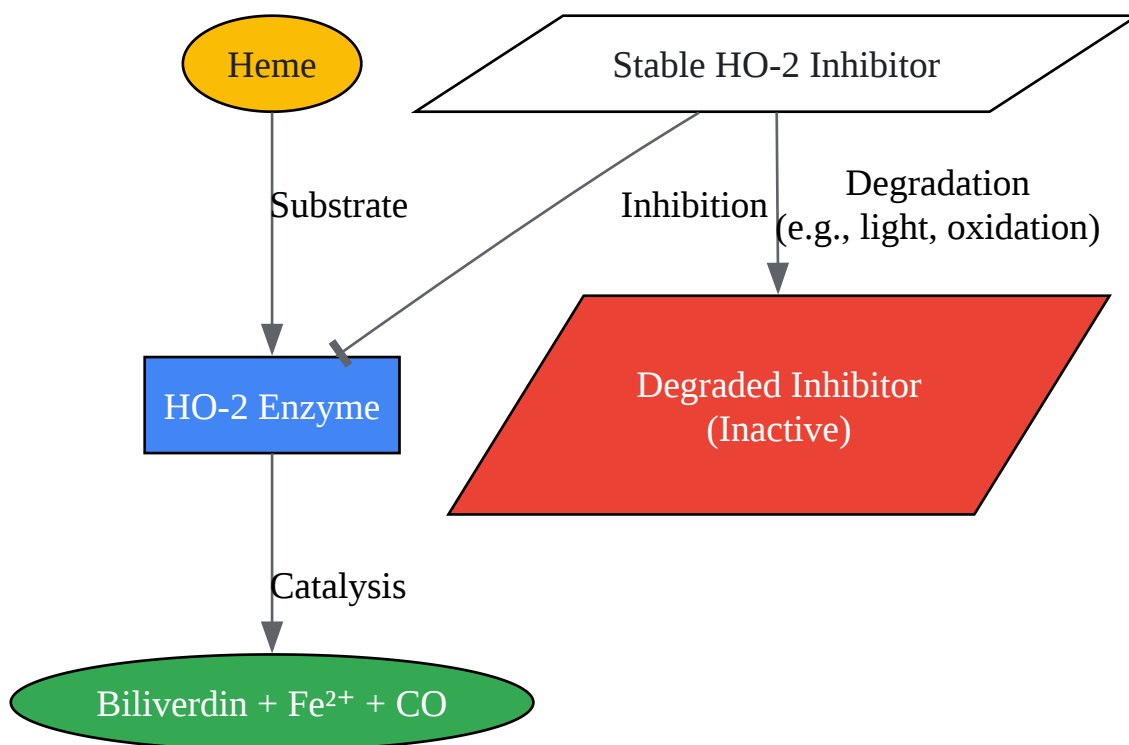 Heme
Stable HO-2 Inhibitor
Substrate
Inhibition
Degradation
(e.g., light, oxidation)
HO-2 Enzyme
Degraded Inhibitor
(Inactive)
Catalysis
Biliverdin + Fe²⁺ + CO